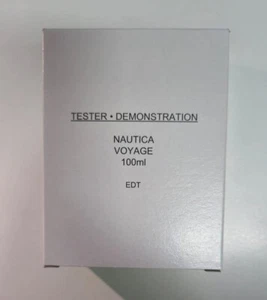 TESTER • DEMONSTRATION
NAUTICA
VOYAGE
100ml
EDT